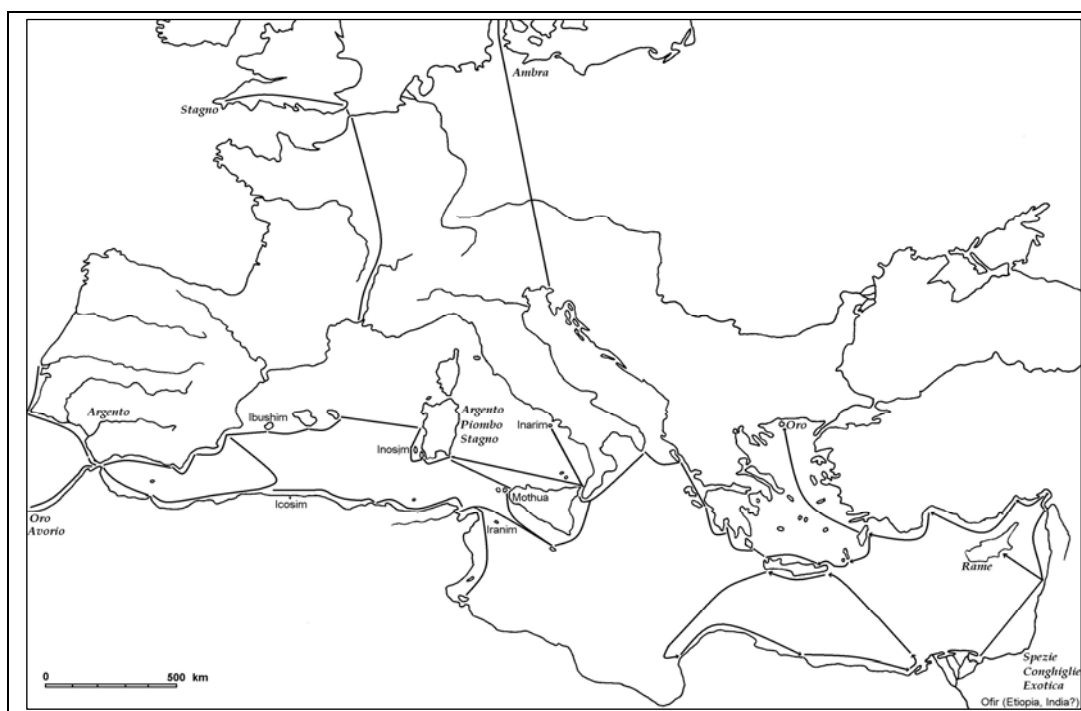 Ambra
Stagno
Argento
Ibushim
Argento
Piombo
Stagno
Inarim
Oro
Inosim
Mothua
Icosim
Oro
Avorio
Iranim
Rame
Spezie
Conghiglie
Exotica
Ofir (Etiopia, India?)
0 500 km